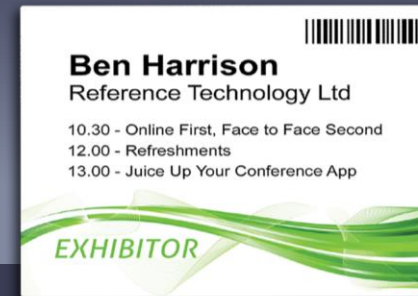 Ben Harrison
Reference Technology Ltd
10.30 - Online First, Face to Face Second
12.00 - Refreshments
13.00 - Juice Up Your Conference App
EXHIBITOR